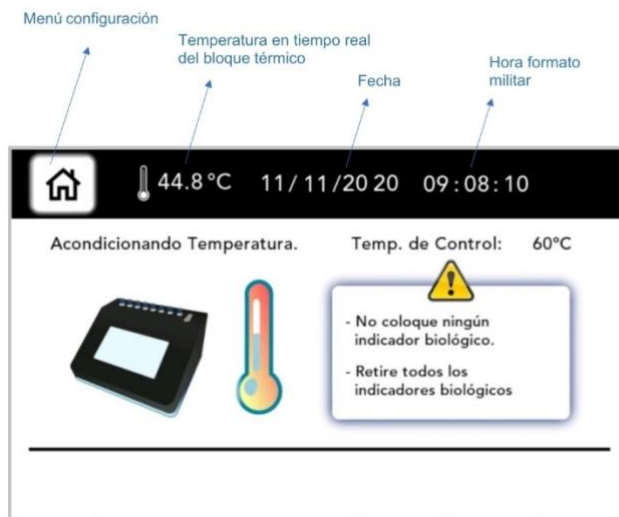 Menú configuración
Temperatura en tiempo real
del bloque térmico
Fecha
Hora formato
militar
44.8 °C 11/11/20 20 09:08:10
Acondicionando Temperatura.
Temp. de Control: 60°C
- No coloque ningún
indicador biológico.
- Retire todos los
indicadores biológicos